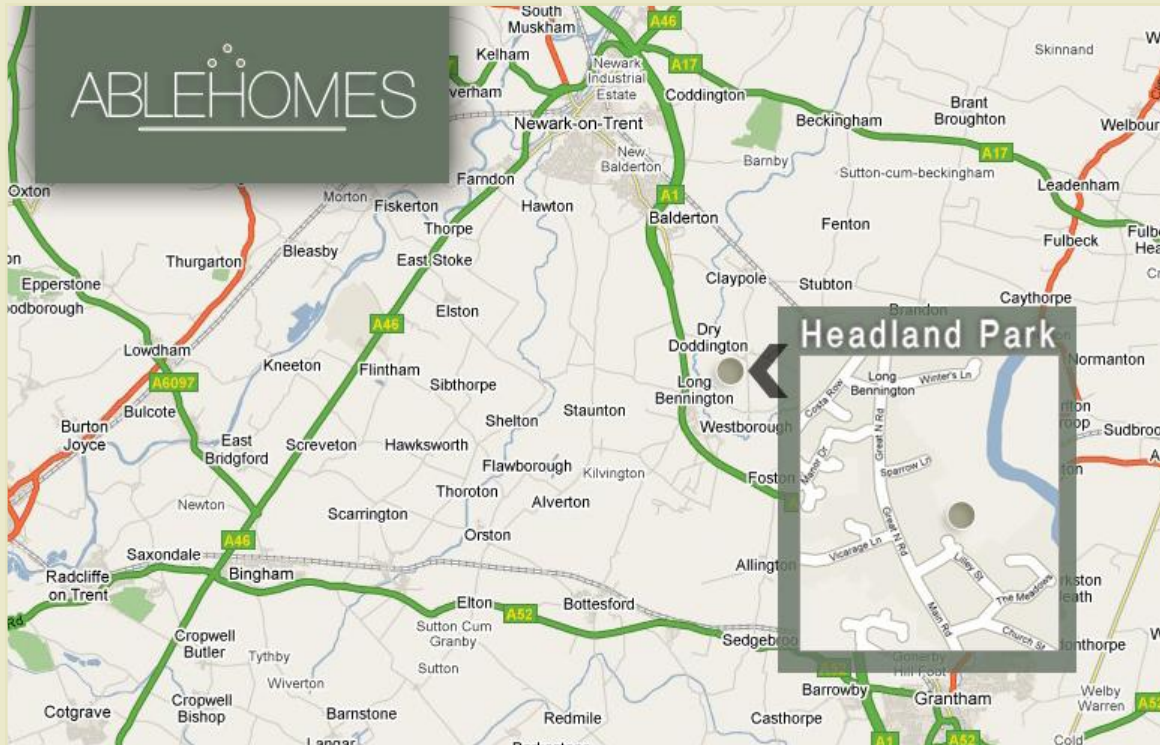 ABLEHOMES
South
Muskham
A46
Kelham
A17
Skinnand
Newark
Industrial
Estate
Coddington
Brant
Broughton
Beckingham
Newark-on-Trent
A17
New
Balderton
Barnby
Sutton-cum-beckingham
Leadenham
Oxton
Farndon
A1
Morton
Fiskerton
Hawton
Balderton
Fenton
Thorpe
Fulbeck
Bleasby
Thurgarton
East Stoke
Claypole
Stubton
Epperstone
Caythorpe
Brandon
Elston
A46
Dry
Doddington
Headland Park
Lowdham
Kneeton
Flintham
Normanton
A6097
Sibthorpe
Long
Bennington
Bulcote
Shelton
Staunton
Westborough
Burton
Joyce
East
Bridgford
Screveton
Hawksworth
Flawborough
Kilvington
Foston
Newton
Thoroton
Alverton
Scarrington
Orston
A46
Saxondale
Allington
Radcliffe
on Trent
Bingham
Elton
A52
Bottesford
Sutton Cum
Granby
Cropwell
Butler
Tythby
Sutton
Wiverton
Cotgrave
Cropwell
Bishop
Barnstone
Redmile
Casthorpe
Barrowby
Grantham
Gonerby
Hill Foot
A52
Welby
Warren
A52
A1
A52
Cold
Langar
Long
Bennington
Winter's Ln
Costa Row
Great N Rd
Manor Dr
Sparrow Ln
Great N Rd
Vicarage Ln
Lilley St
The Meadows
Main Rd
Church St